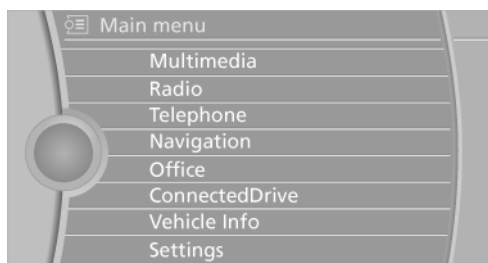 Main menu
Multimedia
Radio
Telephone
Navigation
Office
ConnectedDrive
Vehicle Info
Settings